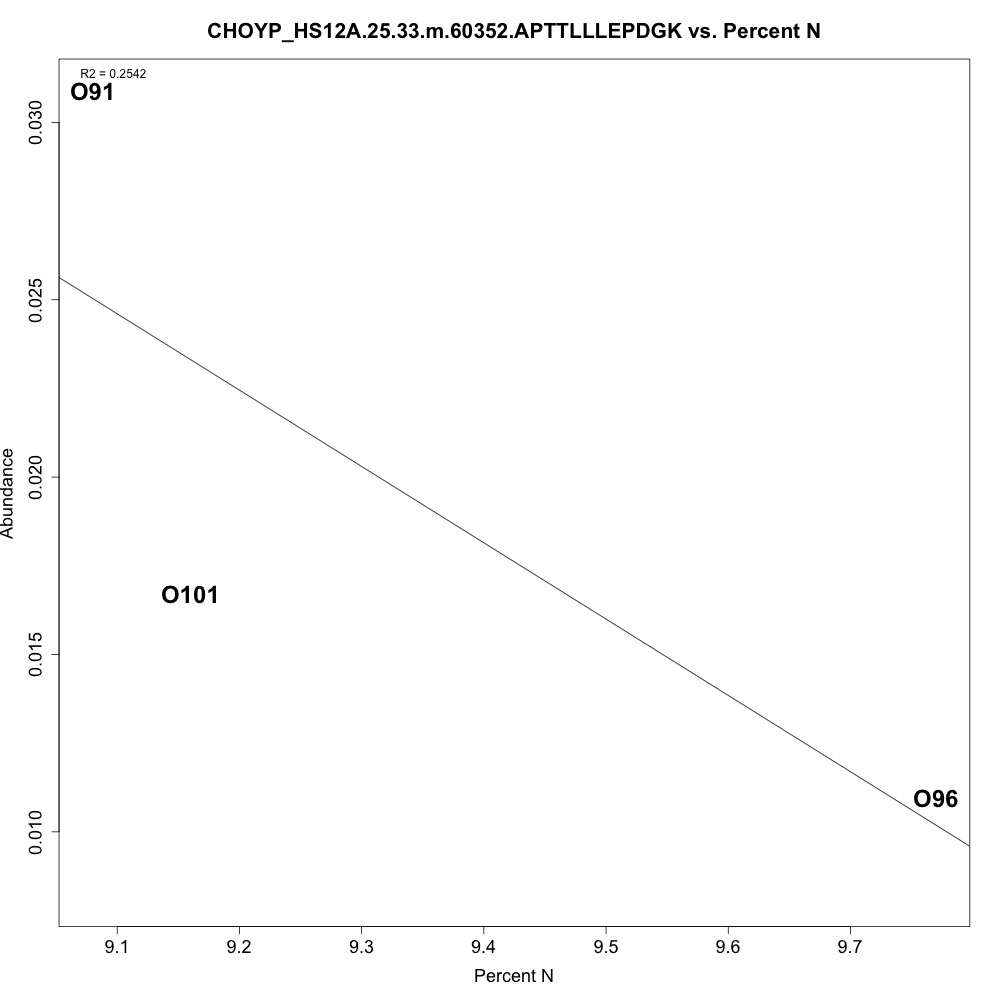 CHOYP_HS12A.25.33.m.60352.APTTLLLEPDGK vs. Percent N
R2 = 0.2542
O91
O101
O96
0.030
0.025
0.020
0.015
0.010
Abundance
9.1 9.2 9.3 9.4 9.5 9.6 9.7
Percent N